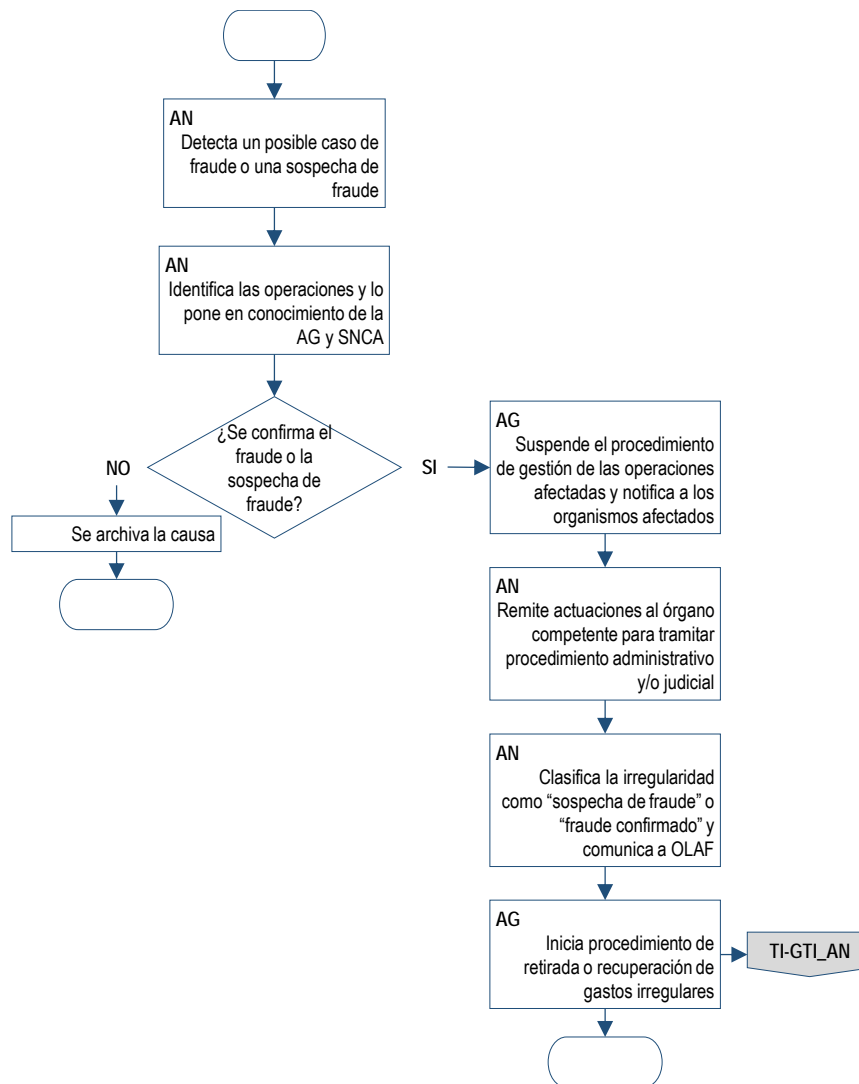 AN
Detecta un posible caso de
fraude o una sospecha de
fraude
AN
Identifica las operaciones y lo
pone en conocimiento de la
AG y SNCA
¿Se confirma el
fraude o la
sospecha de
fraude?
NO
Se archiva la causa
SI
AG
Suspende el procedimiento
de gestión de las operaciones
afectadas y notifica a los
organismos afectados
AN
Remite actuaciones al órgano
competente para tramitar
procedimiento administrativo
y/o judicial
AN
Clasifica la irregularidad
como “sospecha de fraude” o
“fraude confirmado” y
comunica a OLAF
AG
Inicia procedimiento de
retirada o recuperación de
gastos irregulares
TI-GTI_AN